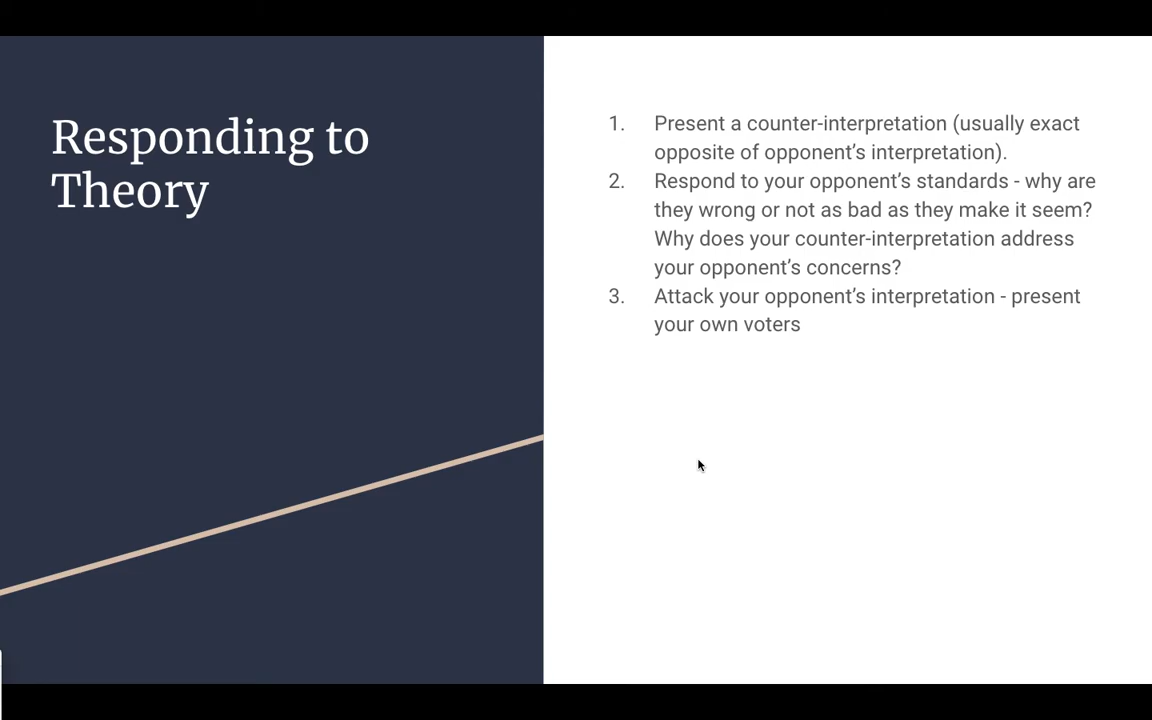 Responding to
Theory
1. Present a counter-interpretation (usually exact
opposite of opponent’s interpretation).
2. Respond to your opponent’s standards - why are
they wrong or not as bad as they make it seem?
Why does your counter-interpretation address
your opponent’s concerns?
3. Attack your opponent’s interpretation - present
your own voters